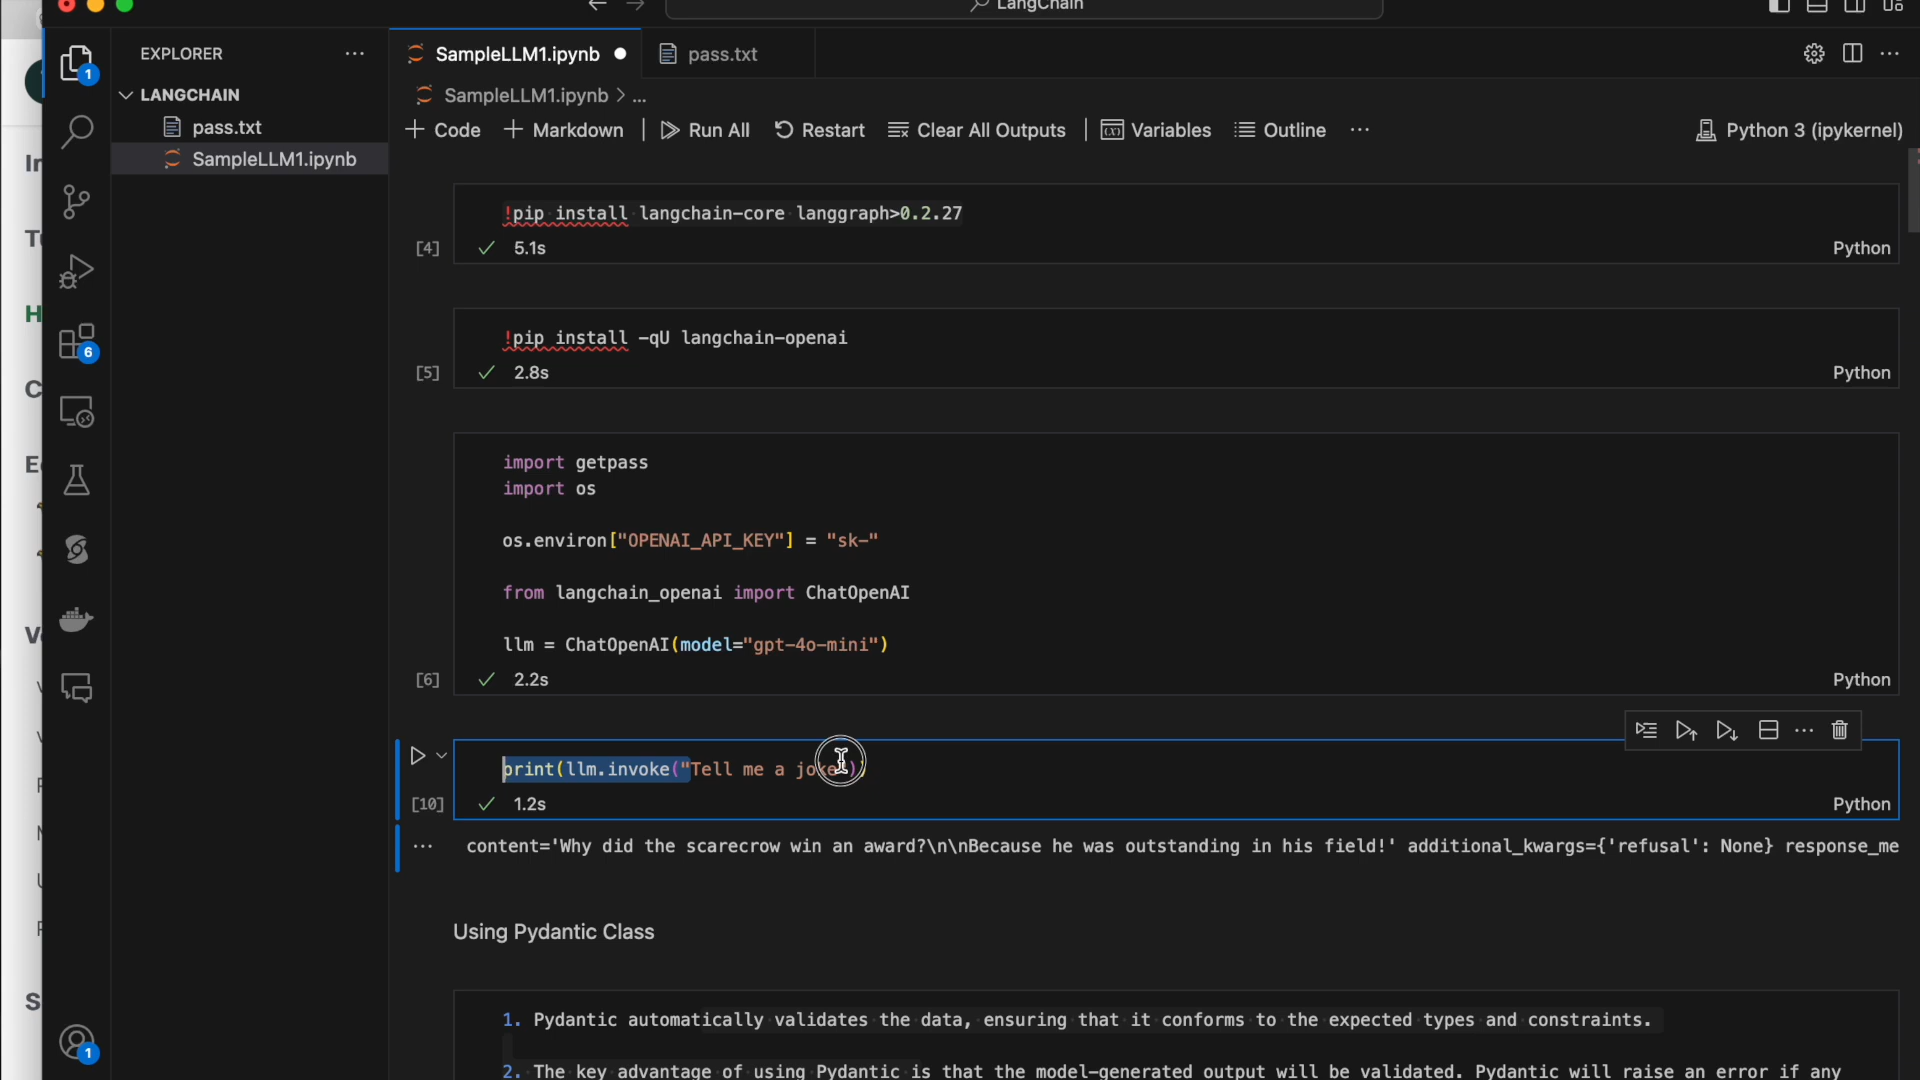 LangChain
EXPLORER
SampleLLM1.ipynb
pass.txt
1
LANGCHAIN
pass.txt
SampleLLM1.ipynb
SampleLLM1.ipynb > ...
Code
Markdown
Run All
Restart
Clear All Outputs
Variables
Outline
Python 3 (ipykernel)
!pip install langchain-core langgraph>0.2.27
[4]
5.1s
Python
!pip install -qU langchain-openai
[5]
2.8s
Python
6
import getpass
import os
os.environ["OPENAI_API_KEY"] = "sk-"
from langchain_openai import ChatOpenAI
llm = ChatOpenAI(model="gpt-4o-mini")
[6]
2.2s
Python
print(llm.invoke("Tell me a joke"))
[10]
1.2s
Python
content='Why did the scarecrow win an award?\n\nBecause he was outstanding in his field!' additional_kwargs={'refusal': None} response_me
Using Pydantic Class
1. Pydantic automatically validates the data, ensuring that it conforms to the expected types and constraints.
2. The key advantage of using Pydantic is that the model-generated output will be validated. Pydantic will raise an error if any
1